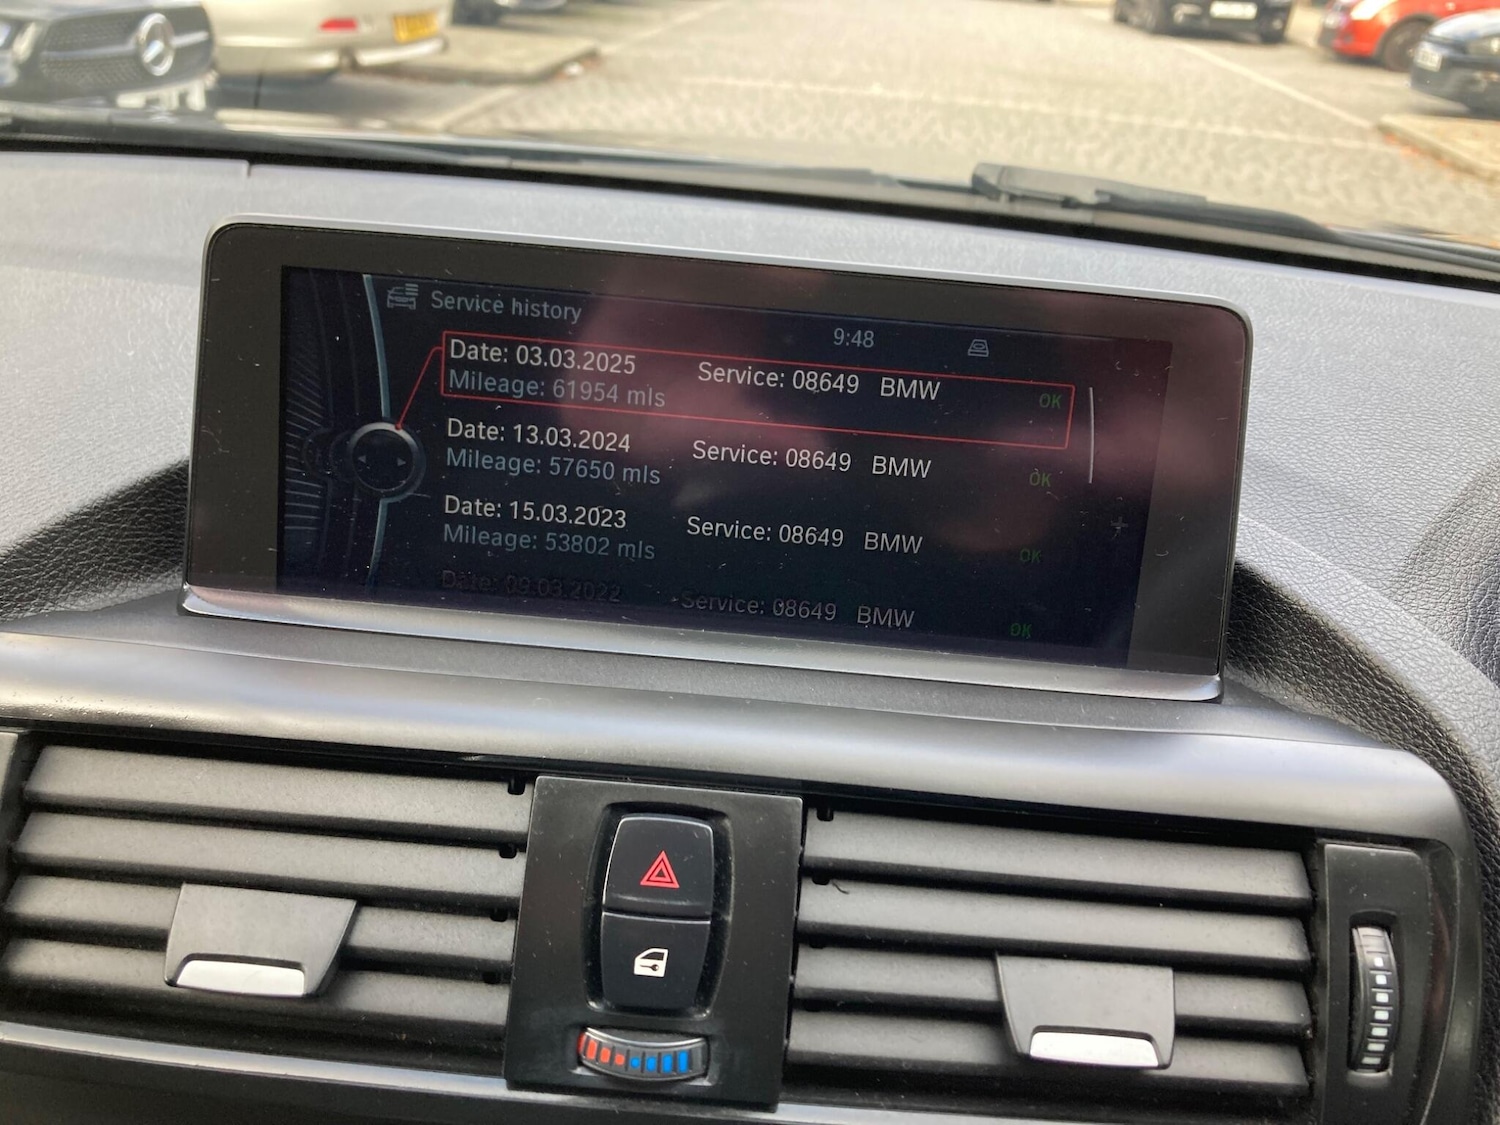 Service history
9:48
Date: 03.03.2025 Service: 08649 BMW
Mileage: 61954 mls OK
Date: 13.03.2024 Service: 08649 BMW
Mileage: 57650 mls OK
Date: 15.03.2023 Service: 08649 BMW
Mileage: 53802 mls OK
Date: 09.03.2022 Service: 08649 BMW
OK